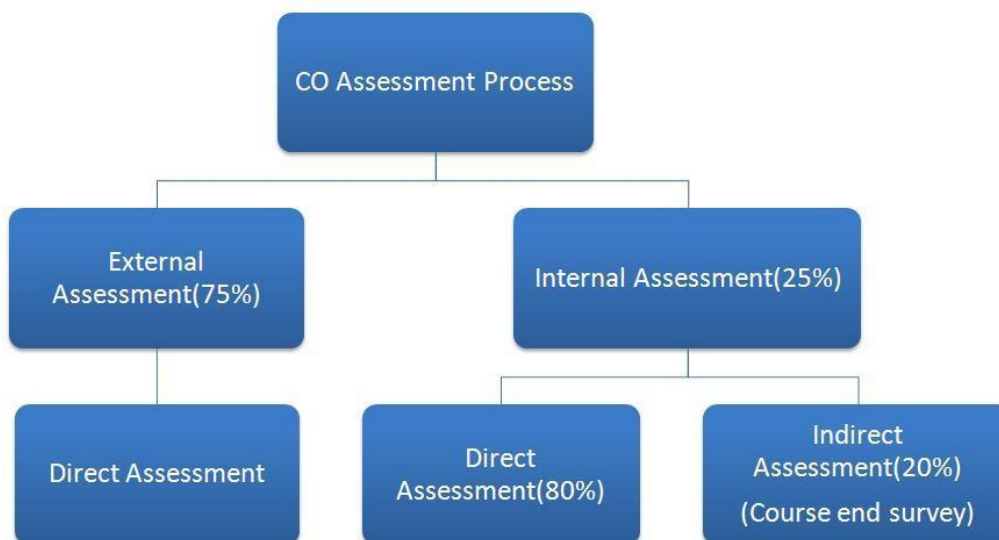 CO Assessment Process
External
Assessment(75%)
Internal Assessment(25%)
Direct Assessment
Direct
Assessment(80%)
Indirect
Assessment(20%)
(Course end survey)